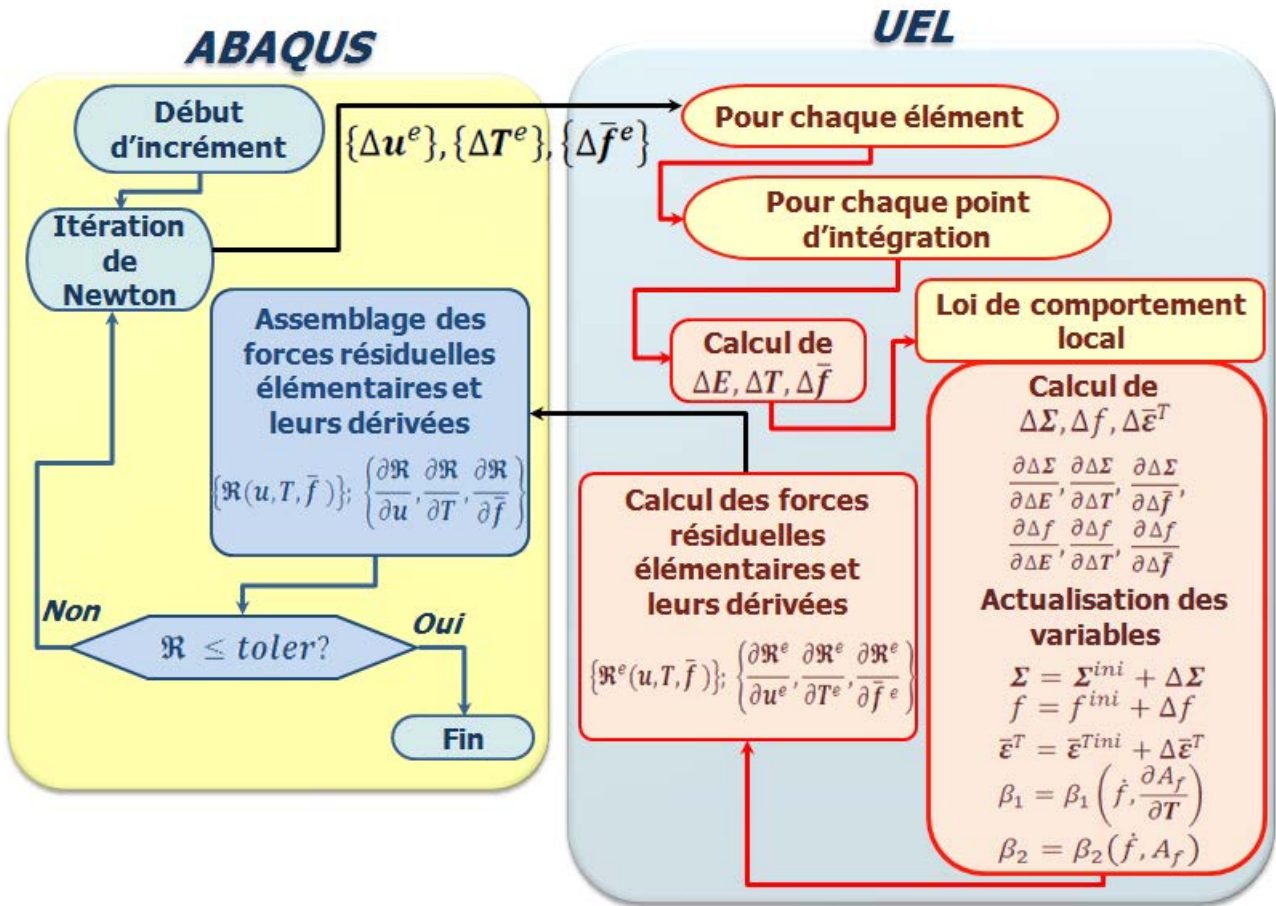 ABAQUS
Début
d'incrément
Itération
de
Newton
{Δu^e}, {ΔT^e}, {Δf̄^e}
Assemblage des
forces résiduelles
élémentaires et
leurs dérivées
{ℜ(u, T, f̄ )}; {∂ℜ/∂u, ∂ℜ/∂T, ∂ℜ/∂f̄}
Non
ℜ ≤ toler?
Oui
Fin
UEL
Pour chaque élément
Pour chaque point
d'intégration
Calcul de
ΔE, ΔT, Δf̄
Loi de comportement
local
Calcul de
ΔΣ, Δf, Δε̄^T
∂ΔΣ/∂ΔE, ∂ΔΣ/∂ΔT, ∂ΔΣ/∂Δf̄,
∂Δf/∂ΔE, ∂Δf/∂ΔT, ∂Δf/∂Δf̄
Actualisation des
variables
Σ = Σ^ini + ΔΣ
f = f^ini + Δf
ε̄^T = ε̄^Tini + Δε̄^T
β₁ = β₁(ḟ, ∂A_f/∂T)
β₂ = β₂(ḟ, A_f)
Calcul des forces
résiduelles
élémentaires et
leurs dérivées
{ℜ^e(u, T, f̄ )}; {∂ℜ^e/∂u^e, ∂ℜ^e/∂T^e, ∂ℜ^e/∂f̄^e}